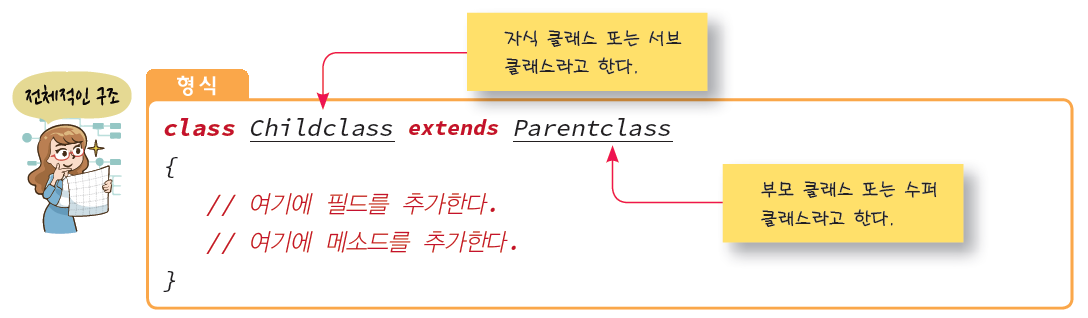 자식 클래스 또는 서브
클래스라고 한다.
전체적인 구조
형식
class Childclass extends Parentclass
{
// 여기에 필드를 추가한다.
// 여기에 메소드를 추가한다.
}
부모 클래스 또는 수퍼
클래스라고 한다.